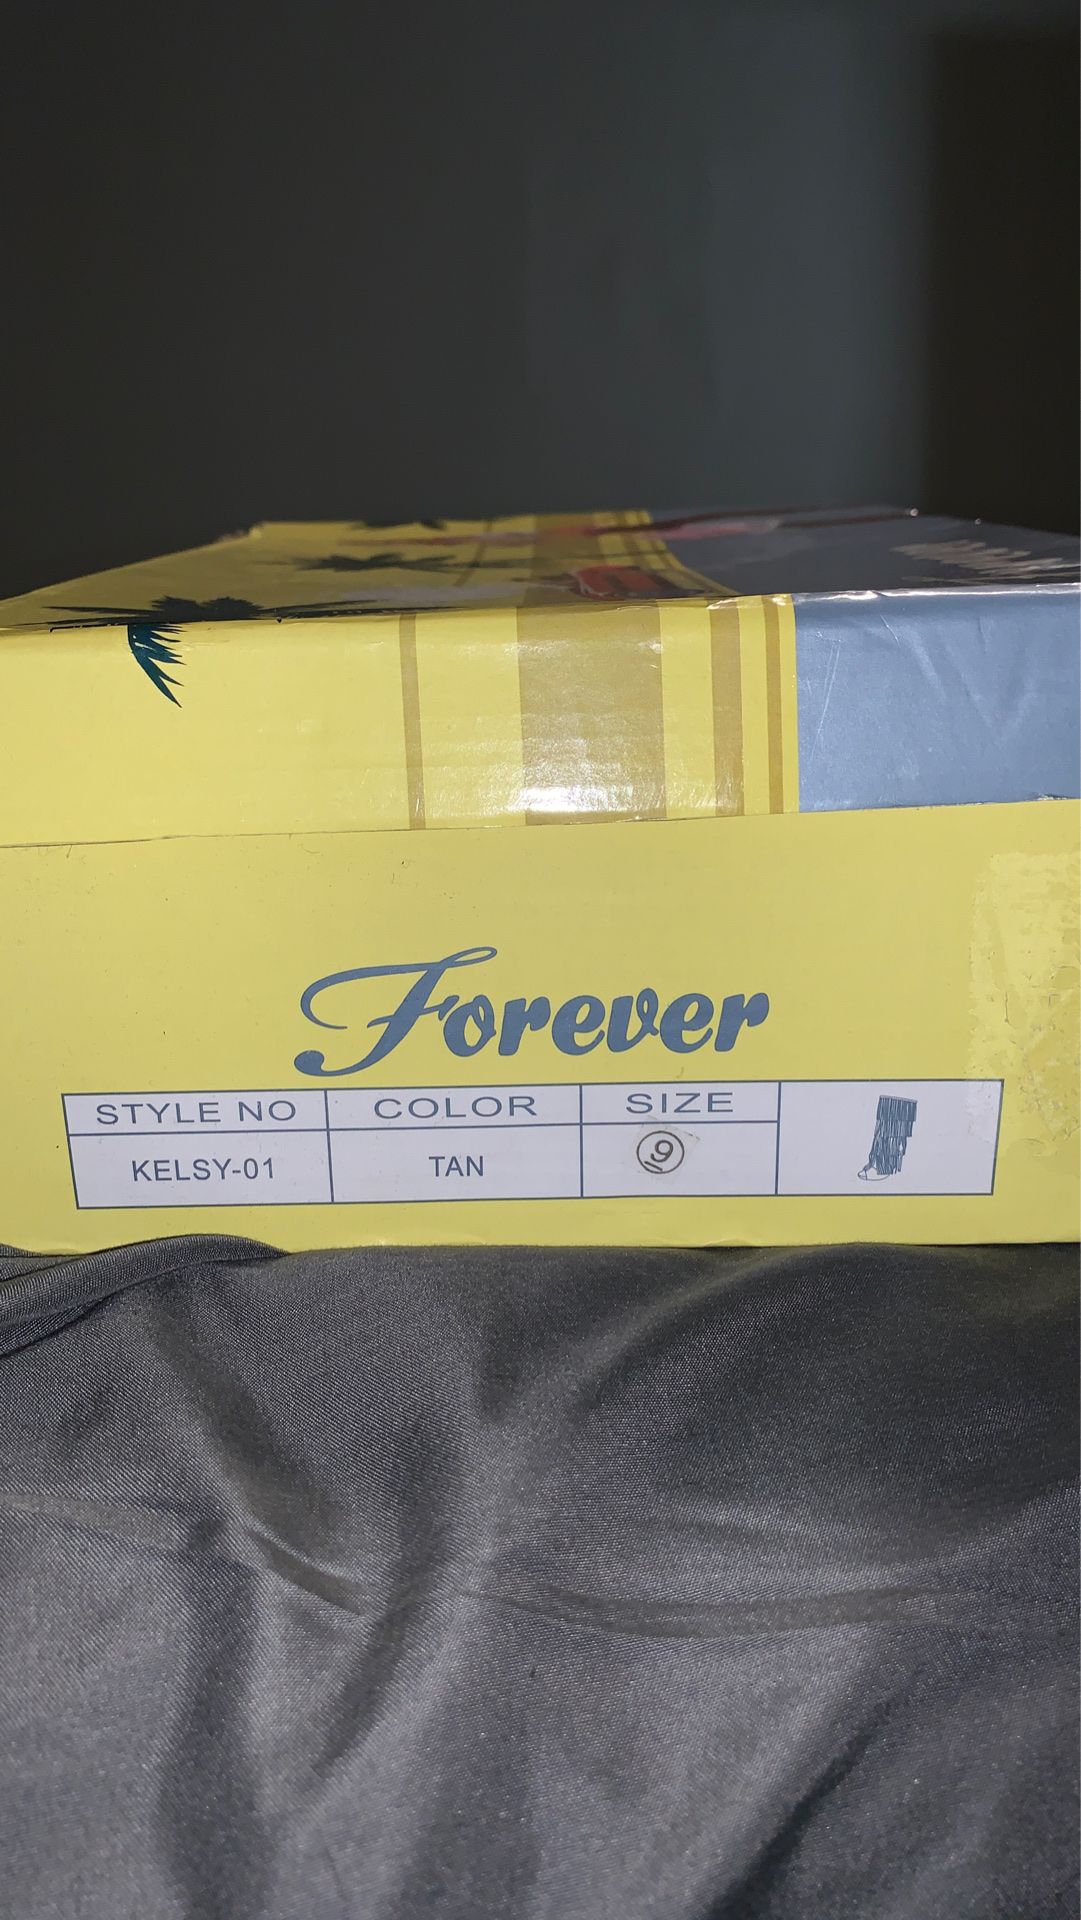 Forever
STYLE NO COLOR SIZE
KELSY-01 TAN 9